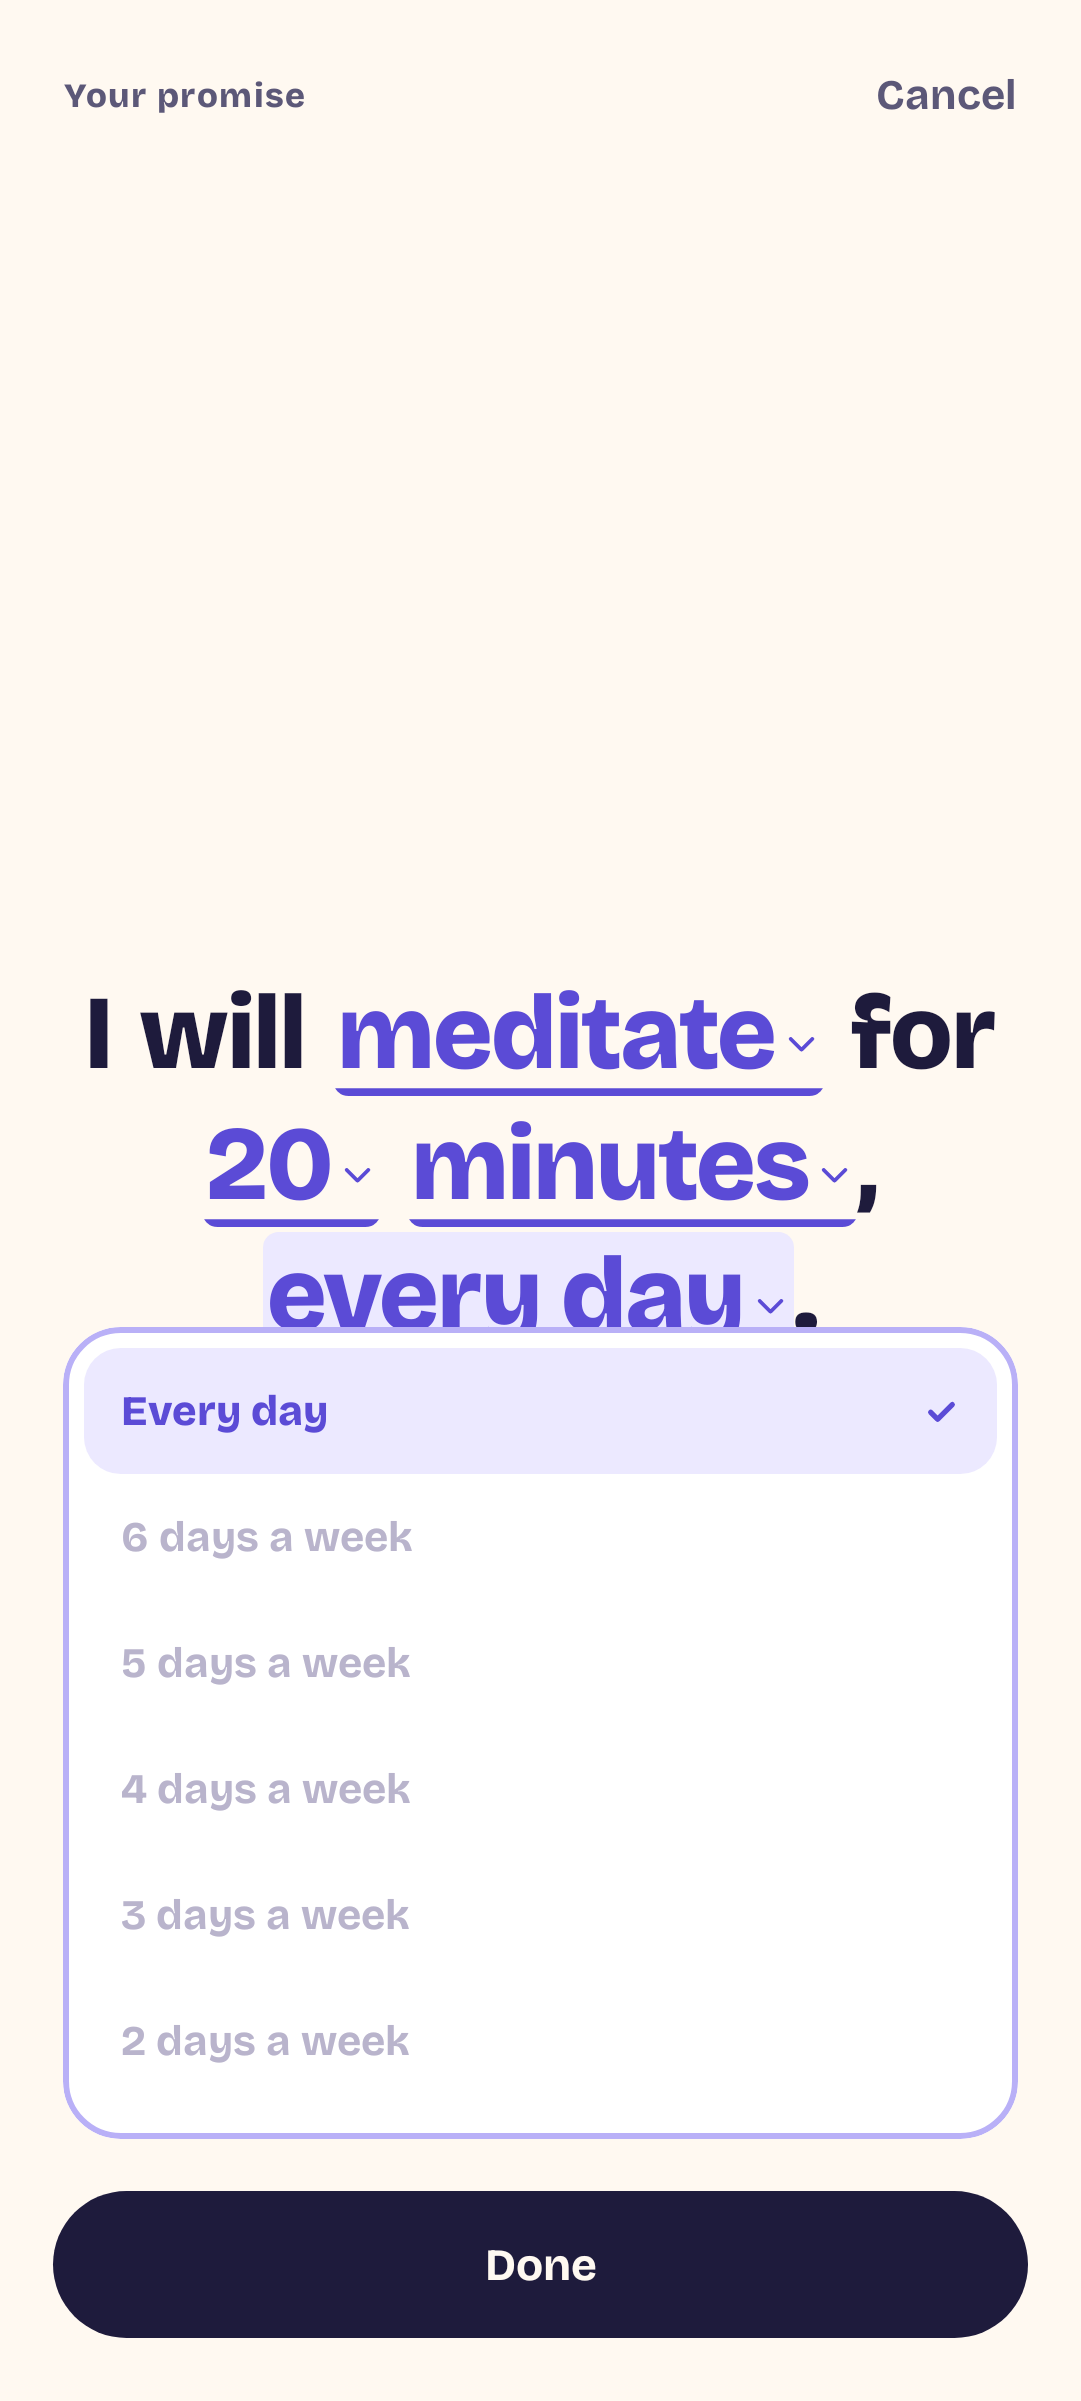 Your promise
Cancel
I will meditate for
20 minutes,
every day.
Every day
6 days a week
5 days a week
4 days a week
3 days a week
2 days a week
Done